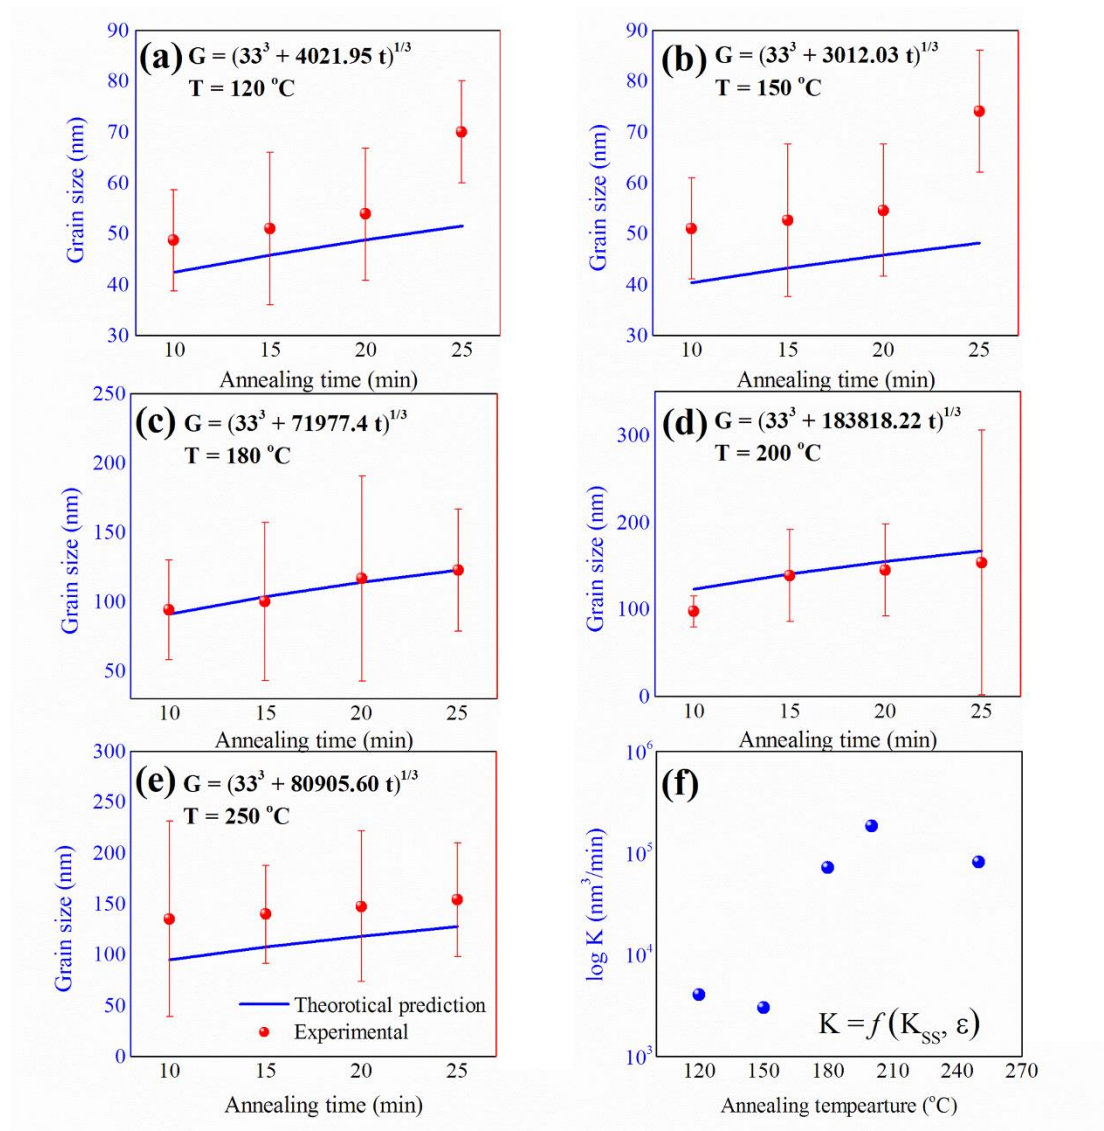 (a) G = (33³ + 4021.95 t)^1/3
T = 120 °C
90
80
70
60
50
40
30
Grain size (nm)
10 15 20 25
Annealing time (min)
(b) G = (33³ + 3012.03 t)^1/3
T = 150 °C
90
80
70
60
50
40
30
Grain size (nm)
10 15 20 25
Annealing time (min)
(c) G = (33³ + 71977.4 t)^1/3
T = 180 °C
250
200
150
100
50
Grain size (nm)
10 15 20 25
Annealing time (min)
(d) G = (33³ + 183818.22 t)^1/3
T = 200 °C
300
200
100
0
Grain size (nm)
10 15 20 25
Annealing time (min)
(e) G = (33³ + 80905.60 t)^1/3
T = 250 °C
300
250
200
150
100
50
0
Grain size (nm)
Theorotical prediction
Experimental
10 15 20 25
Annealing time (min)
(f)
10⁶
10⁵
10⁴
10³
log K (nm³/min)
K = f (K_SS, ε)
120 150 180 210 240 270
Annealing tempearture (°C)